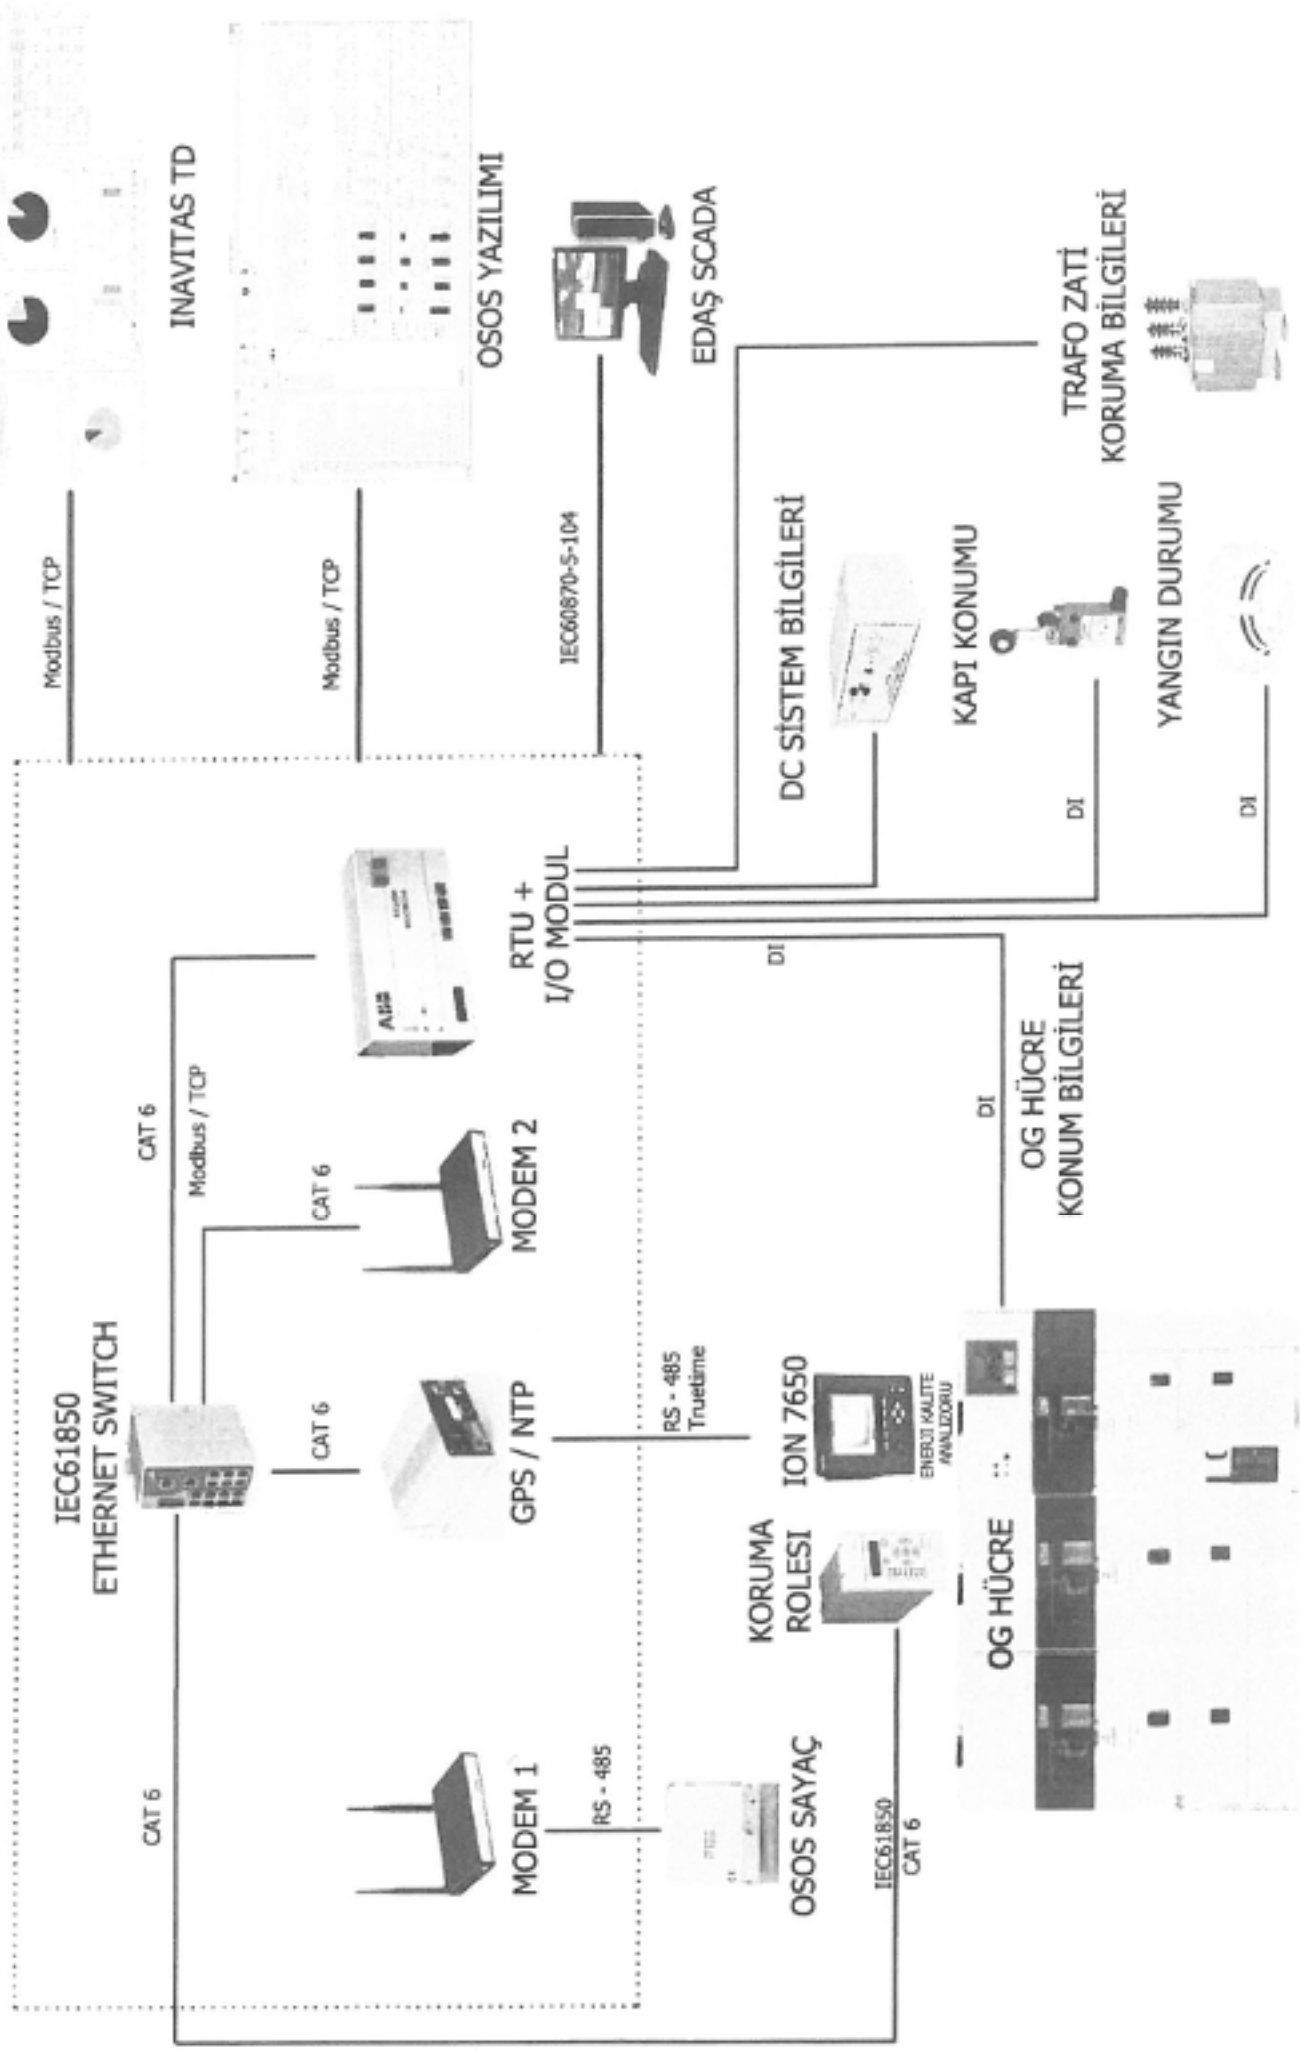 IEC61850
ETHERNET SWITCH
CAT 6
CAT 6
Modbus / TCP
CAT 6
CAT 6
MODEM 1
GPS / NTP
MODEM 2
ABB
RTU +
I/O MODUL
Modbus / TCP
INAVITAS TD
Modbus / TCP
OSOS YAZILIMI
IEC60870-5-104
EDAŞ SCADA
RS - 485
OSOS SAYAÇ
IEC61850
CAT 6
KORUMA
ROLESI
RS - 485
Truetime
ION 7650
ENERJI KALITE
ANALIZORU
OG HÜCRE
DI
DI
OG HÜCRE
KONUM BİLGİLERİ
DC SİSTEM BİLGİLERİ
KAPI KONUMU
DI
YANGIN DURUMU
DI
TRAFO ZATİ
KORUMA BİLGİLERİ